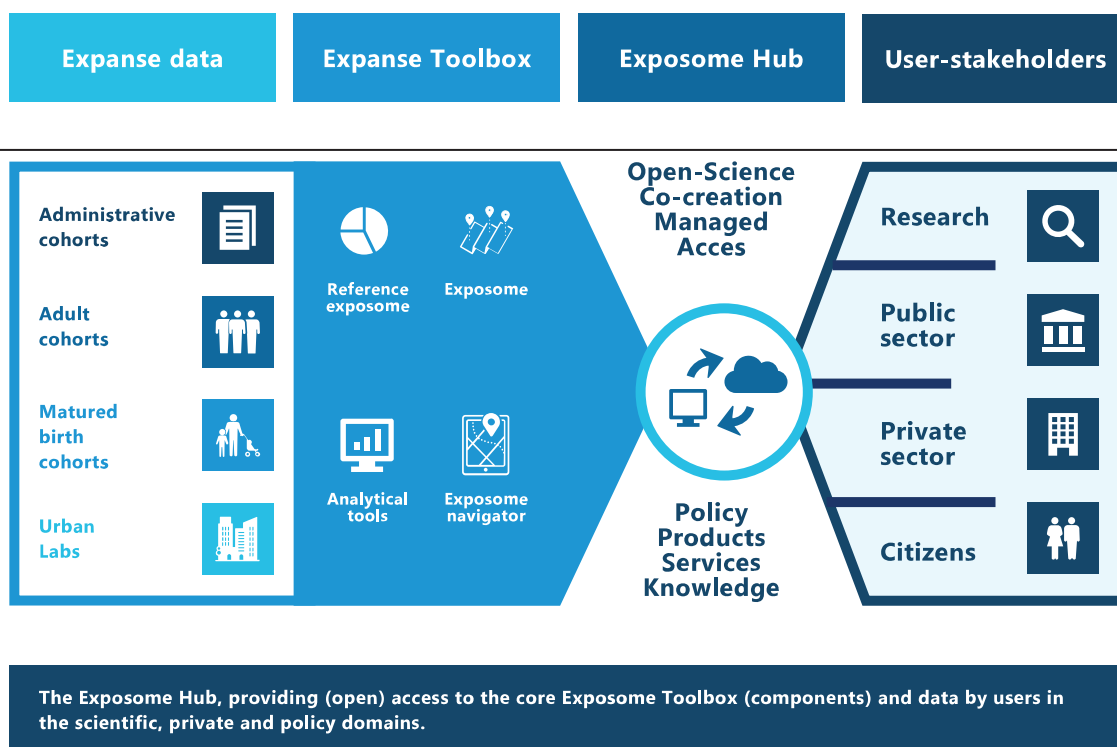 Expanse data
Expanse Toolbox
Exposome Hub
User-stakeholders
Administrative
cohorts
Adult
cohorts
Matured
birth
cohorts
Urban
Labs
Reference
exposome
Exposome
Analytical
tools
Exposome
navigator
Open-Science
Co-creation
Managed
Acces
Policy
Products
Services
Knowledge
Research
Public
sector
Private
sector
Citizens
The Exposome Hub, providing (open) access to the core Exposome Toolbox (components) and data by users in
the scientific, private and policy domains.